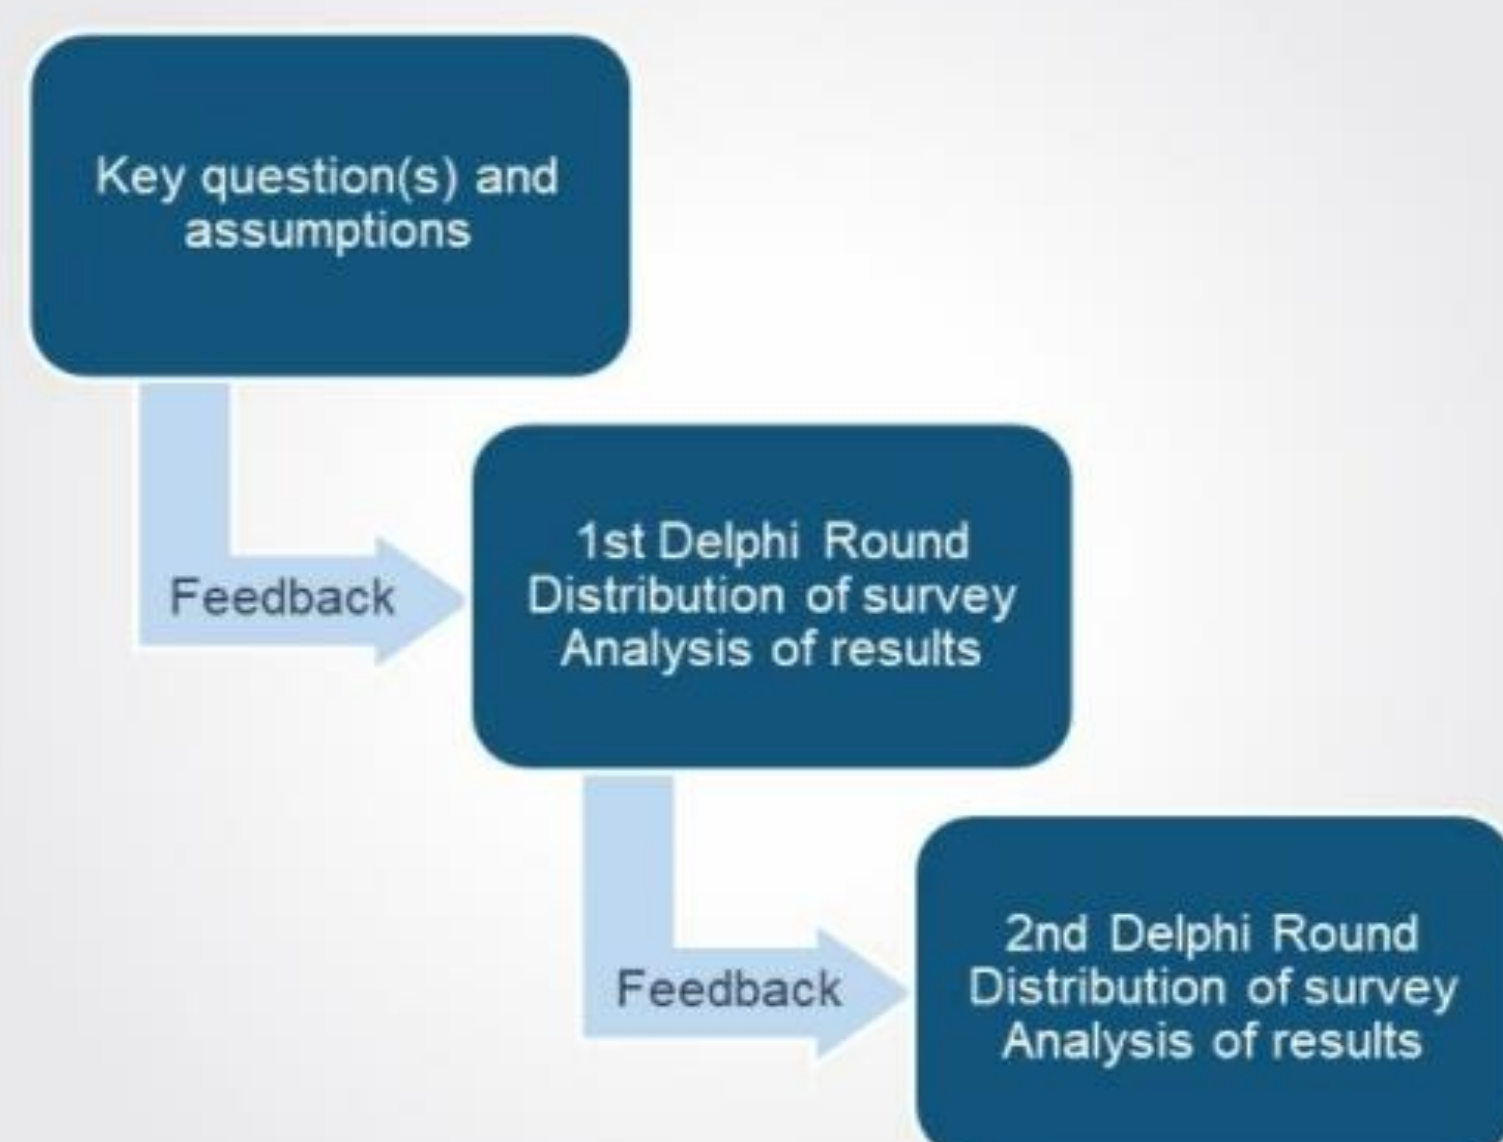 Key question(s) and
assumptions
Feedback
1st Delphi Round
Distribution of survey
Analysis of results
Feedback
2nd Delphi Round
Distribution of survey
Analysis of results